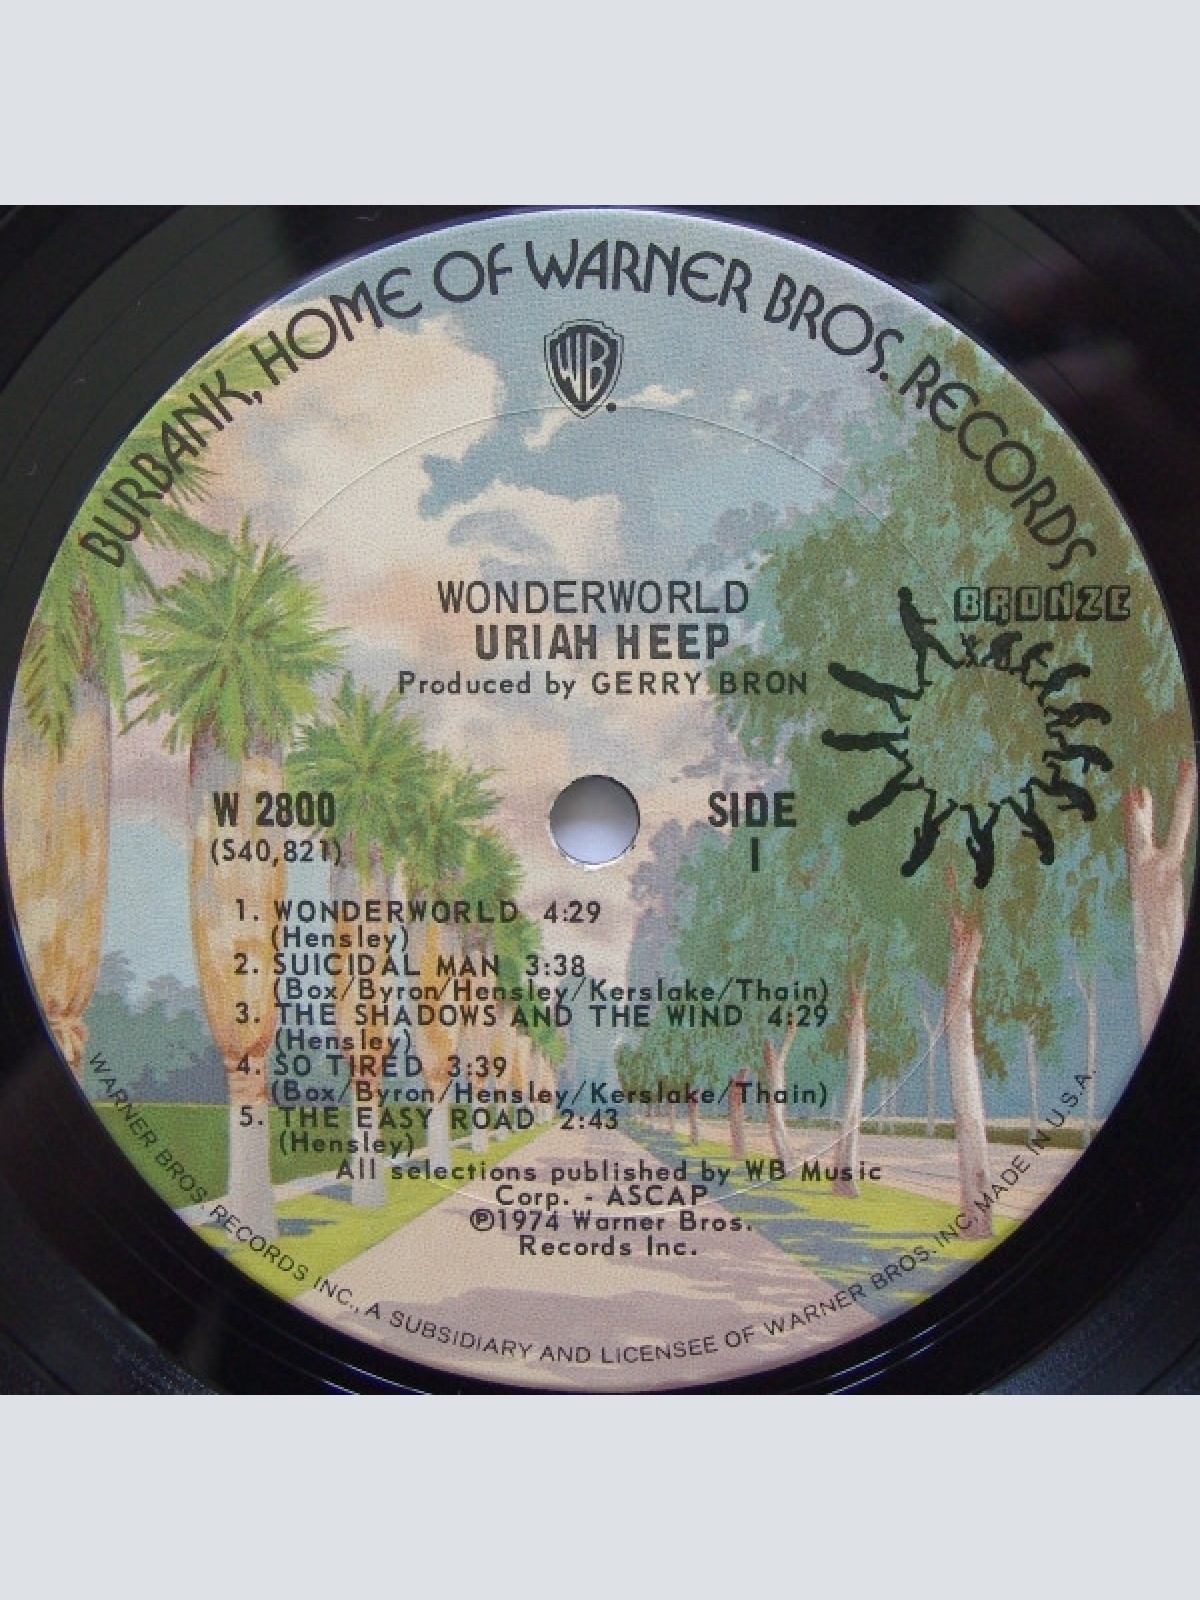 BURBANK, HOME OF WARNER BROS. RECORDS
WB
BRONZE
WONDERWORLD
URIAH HEEP
Produced by GERRY BRON
W 2800
(S40,821)
SIDE
1
1. WONDERWORLD 4:29
(Hensley)
2. SUICIDAL MAN 3:38
(Box/Byron/Hensley/Kerslake/Thain)
3. THE SHADOWS AND THE WIND 4:29
(Hensley)
4. SO TIRED 3:39
(Box/Byron/Hensley/Kerslake/Thain)
5. THE EASY ROAD 2:43
(Hensley)
All selections published by WB Music
Corp. - ASCAP
℗1974 Warner Bros.
Records Inc.
WARNER BROS. RECORDS INC., A SUBSIDIARY AND LICENSEE OF WARNER BROS. INC. MADE IN U.S.A.